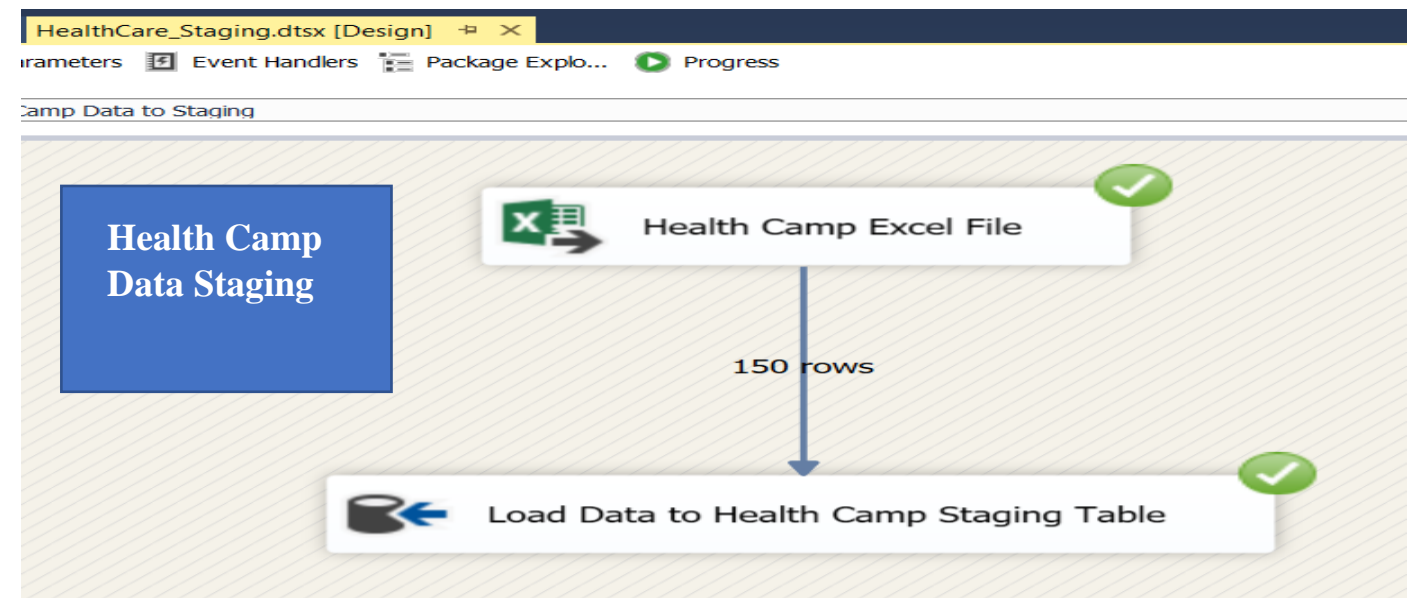 HealthCare_Staging.dtsx [Design]
rameters Event Handlers Package Explo... Progress
Camp Data to Staging
Health Camp Excel File
Health Camp
Data Staging
150 rows
Load Data to Health Camp Staging Table